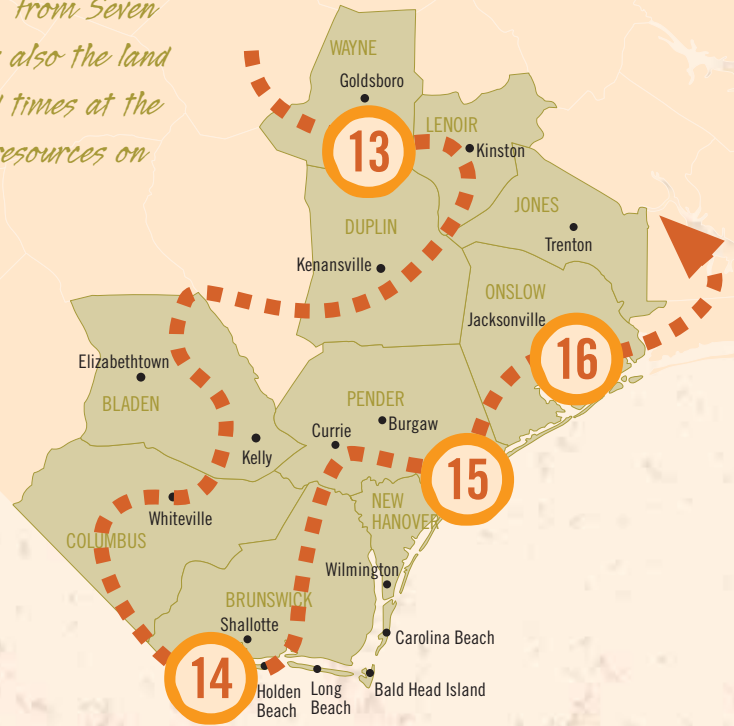 from Seven
also the land
times at the
resources on
WAYNE
Goldsboro
13
LENOIR
Kinston
JONES
Trenton
DUPLIN
Kenansville
ONSLOW
Jacksonville
16
Elizabethtown
BLADEN
PENDER
Burgaw
Currie
Kelly
15
NEW
HANOVER
Whiteville
COLUMBUS
Wilmington
BRUNSWICK
Shallotte
Carolina Beach
14
Holden
Beach
Long
Beach
Bald Head Island